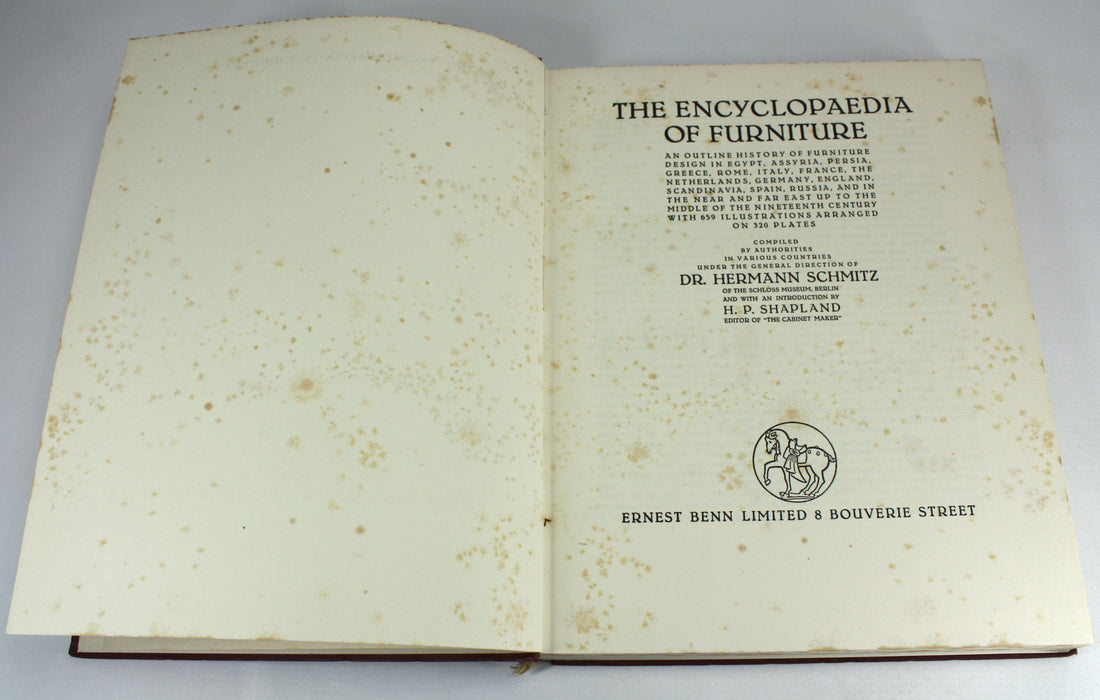 THE ENCYCLOPAEDIA
OF FURNITURE
AN OUTLINE HISTORY OF FURNITURE
DESIGN IN EGYPT, ASSYRIA, PERSIA,
GREECE, ROME, ITALY, FRANCE, THE
NETHERLANDS, GERMANY, ENGLAND,
SCANDINAVIA, SPAIN, RUSSIA, AND IN
THE NEAR AND FAR EAST UP TO THE
MIDDLE OF THE NINETEENTH CENTURY
WITH 659 ILLUSTRATIONS ARRANGED
ON 320 PLATES
COMPILED
BY AUTHORITIES
IN VARIOUS COUNTRIES
UNDER THE GENERAL DIRECTION OF
DR. HERMANN SCHMITZ
OF THE SCHLOSS MUSEUM, BERLIN
AND WITH AN INTRODUCTION BY
H. P. SHAPLAND
EDITOR OF "THE CABINET MAKER"
ERNEST BENN LIMITED 8 BOUVERIE STREET